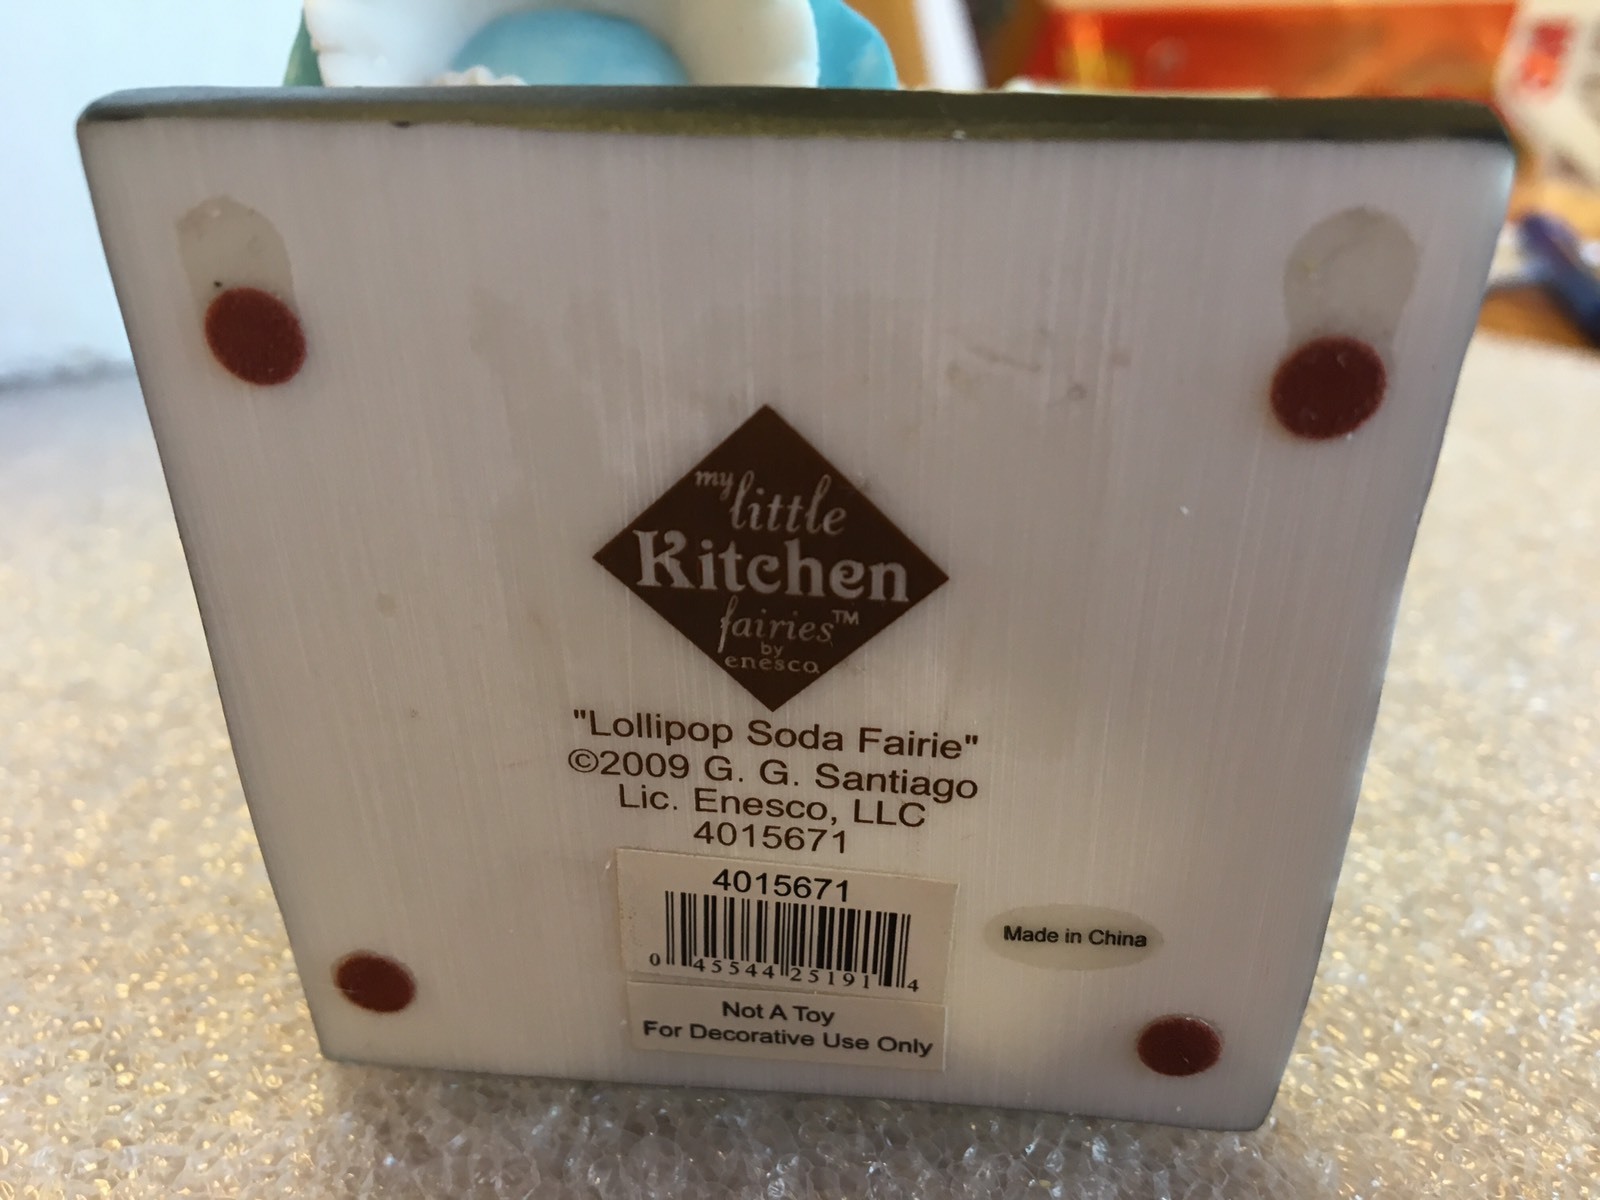 my
little
Kitchen
fairies™
by
enesco
"Lollipop Soda Fairie"
©2009 G. G. Santiago
Lic. Enesco, LLC
4015671
4015671
0 45544 25191 4
Not A Toy
For Decorative Use Only
Made in China